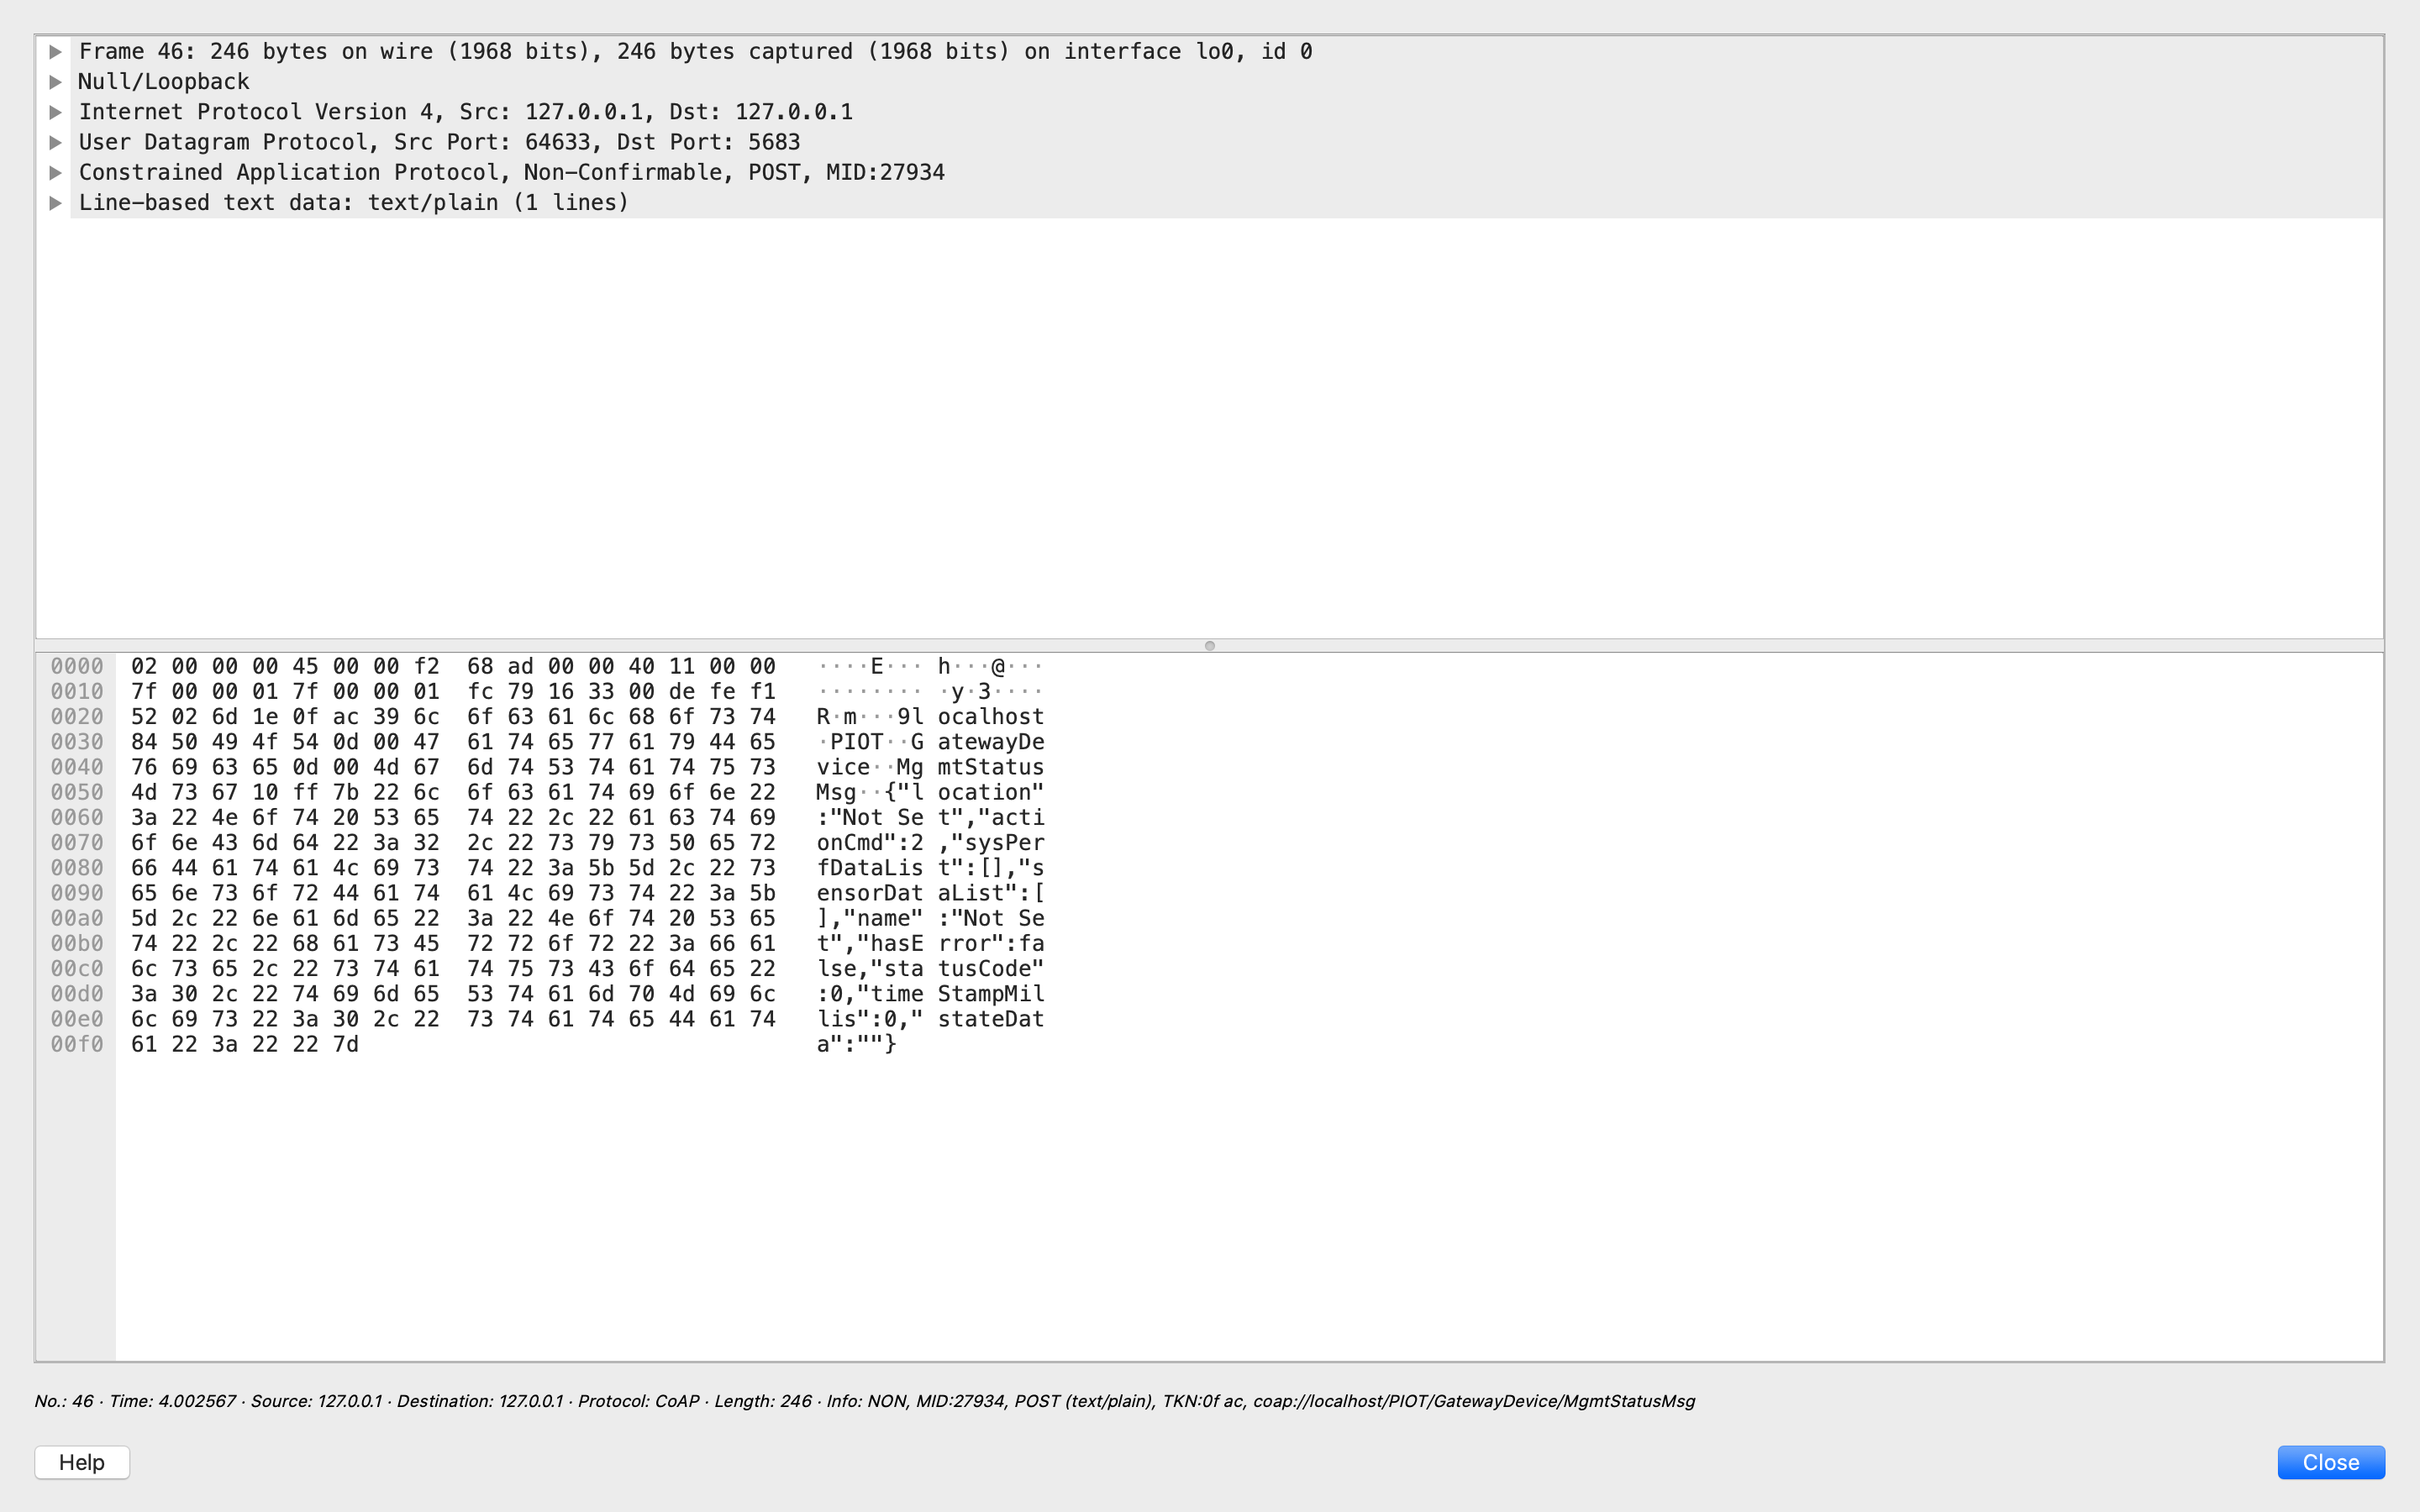 Frame 46: 246 bytes on wire (1968 bits), 246 bytes captured (1968 bits) on interface lo0, id 0
Null/Loopback
Internet Protocol Version 4, Src: 127.0.0.1, Dst: 127.0.0.1
User Datagram Protocol, Src Port: 64633, Dst Port: 5683
Constrained Application Protocol, Non-Confirmable, POST, MID:27934
Line-based text data: text/plain (1 lines)
0000 02 00 00 00 45 00 00 f2 68 ad 00 00 40 11 00 00 ····E··· h···@···
0010 7f 00 00 01 7f 00 00 01 fc 79 16 33 00 de fe f1 ········ ·y·3····
0020 52 02 6d 1e 0f ac 39 6c 6f 63 61 6c 68 6f 73 74 R·m···9l ocalhost
0030 84 50 49 4f 54 0d 00 47 61 74 65 77 61 79 44 65 ·PIOT··G atewayDe
0040 76 69 63 65 0d 00 4d 67 6d 74 53 74 61 74 75 73 vice··Mg mtStatus
0050 4d 73 67 10 ff 7b 22 6c 6f 63 61 74 69 6f 6e 22 Msg··{"l ocation"
0060 3a 22 4e 6f 74 20 53 65 74 22 2c 22 61 63 74 69 :"Not Se t","acti
0070 6f 6e 43 6d 64 22 3a 32 2c 22 73 79 73 50 65 72 onCmd":2 ,"sysPer
0080 66 44 61 74 61 4c 69 73 74 22 3a 5b 5d 2c 22 73 fDataLis t":[],"s
0090 65 6e 73 6f 72 44 61 74 61 4c 69 73 74 22 3a 5b ensorDat aList":[
00a0 5d 2c 22 6e 61 6d 65 22 3a 22 4e 6f 74 20 53 65 ],"name" :"Not Se
00b0 74 22 2c 22 68 61 73 45 72 72 6f 72 22 3a 66 61 t","hasE rror":fa
00c0 6c 73 65 2c 22 73 74 61 74 75 73 43 6f 64 65 22 lse,"sta tusCode"
00d0 3a 30 2c 22 74 69 6d 65 53 74 61 6d 70 4d 69 6c :0,"time StampMil
00e0 6c 69 73 22 3a 30 2c 22 73 74 61 74 65 44 61 74 lis":0," stateDat
00f0 61 22 3a 22 22 7d a":""}
No.: 46 · Time: 4.002567 · Source: 127.0.0.1 · Destination: 127.0.0.1 · Protocol: CoAP · Length: 246 · Info: NON, MID:27934, POST (text/plain), TKN:0f ac, coap://localhost/PIOT/GatewayDevice/MgmtStatusMsg
Help
Close